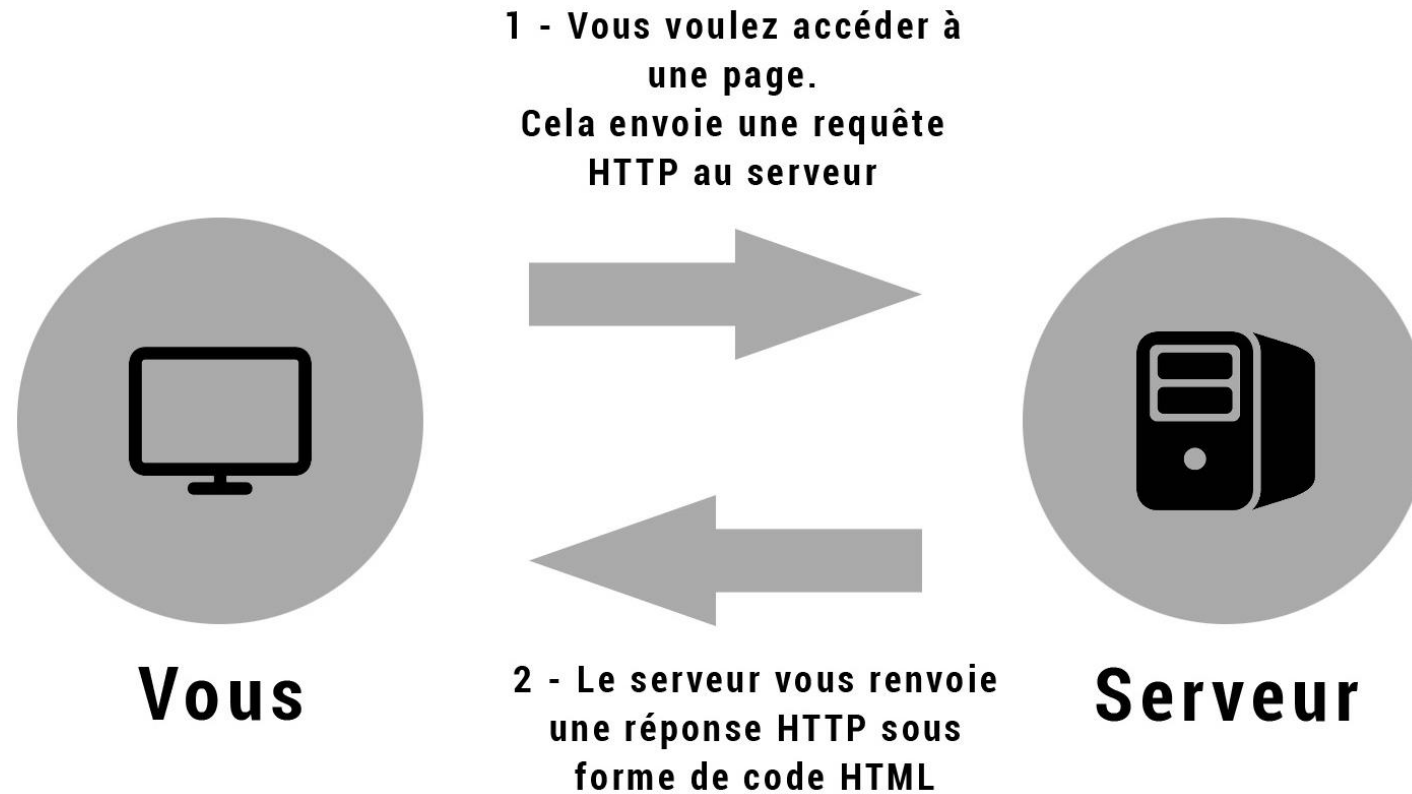 1 - Vous voulez accéder à
une page.
Cela envoie une requête
HTTP au serveur
Vous
Serveur
2 - Le serveur vous renvoie
une réponse HTTP sous
forme de code HTML